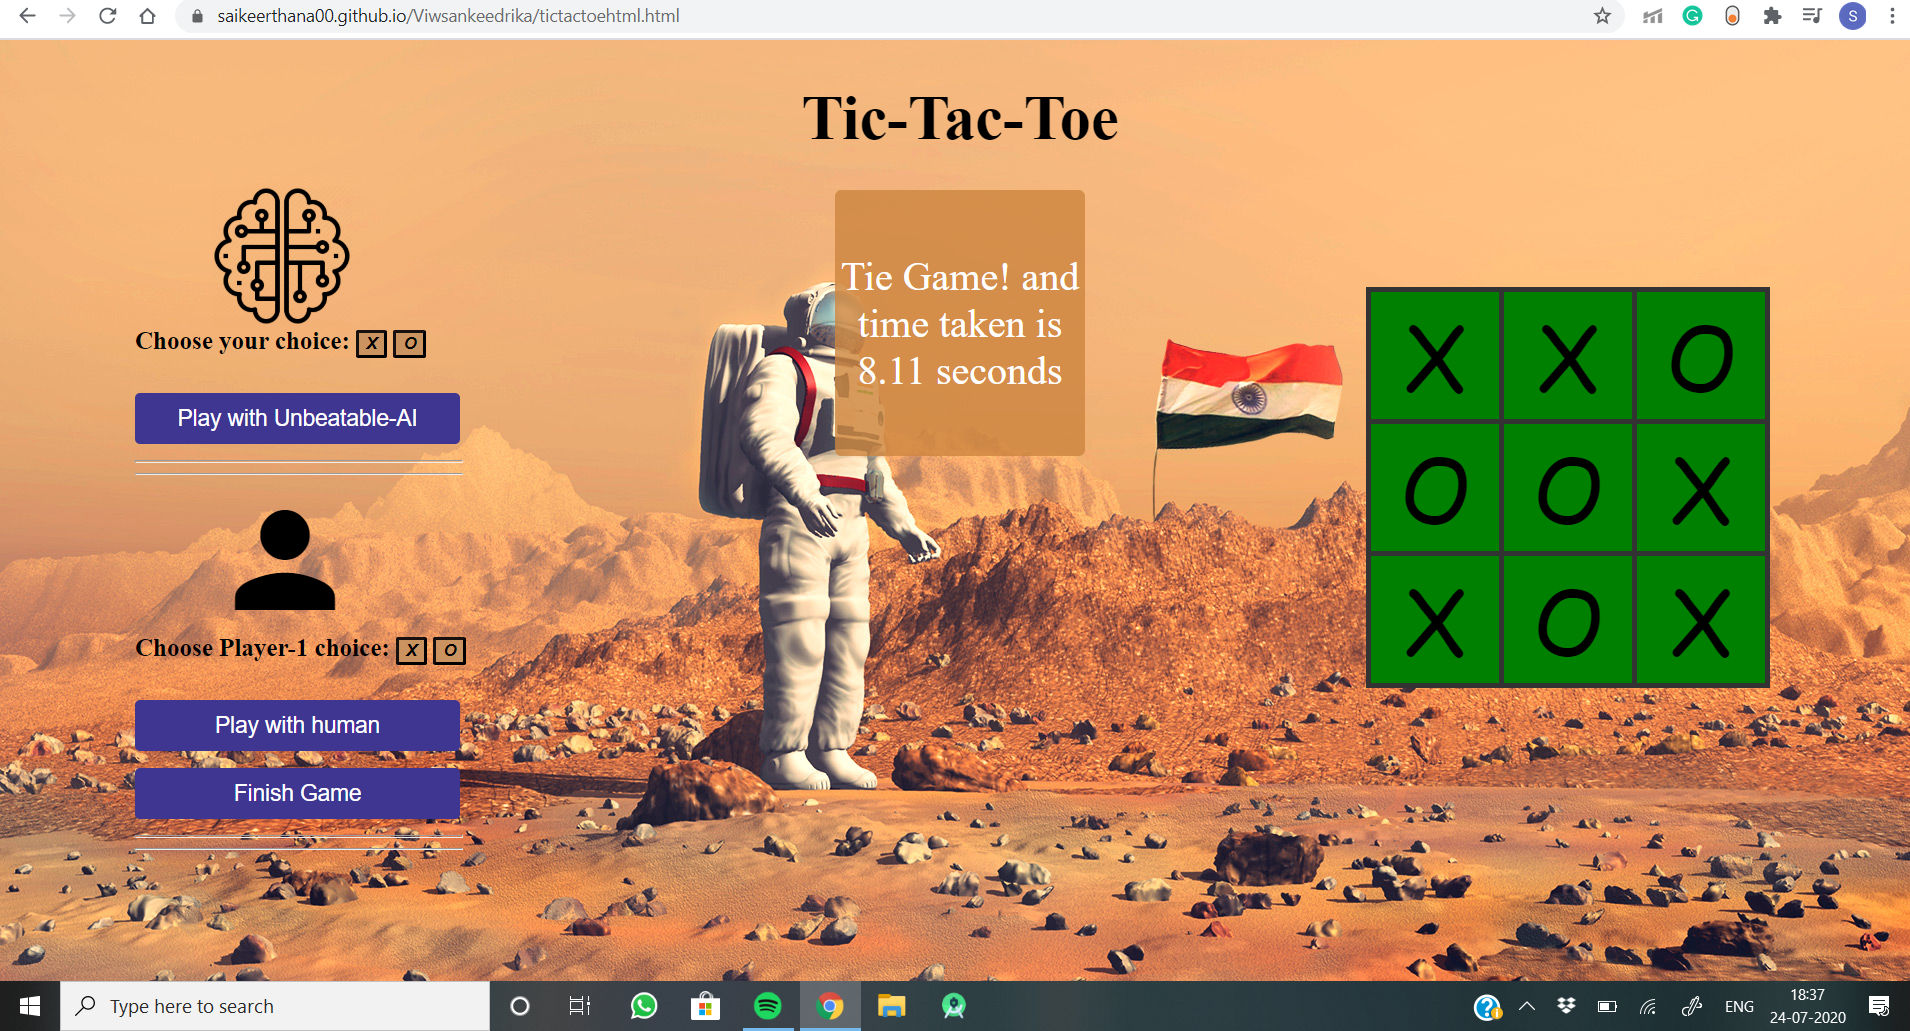 saikeerthana00.github.io/Viwsankeedrika/tictactoehtml.html
S
Tic-Tac-Toe
Choose your choice: X O
Play with Unbeatable-AI
Choose Player-1 choice: X O
Play with human
Finish Game
Tie Game! and
time taken is
8.11 seconds
X X O
O O X
X O X
Type here to search
ENG
18:37
24-07-2020